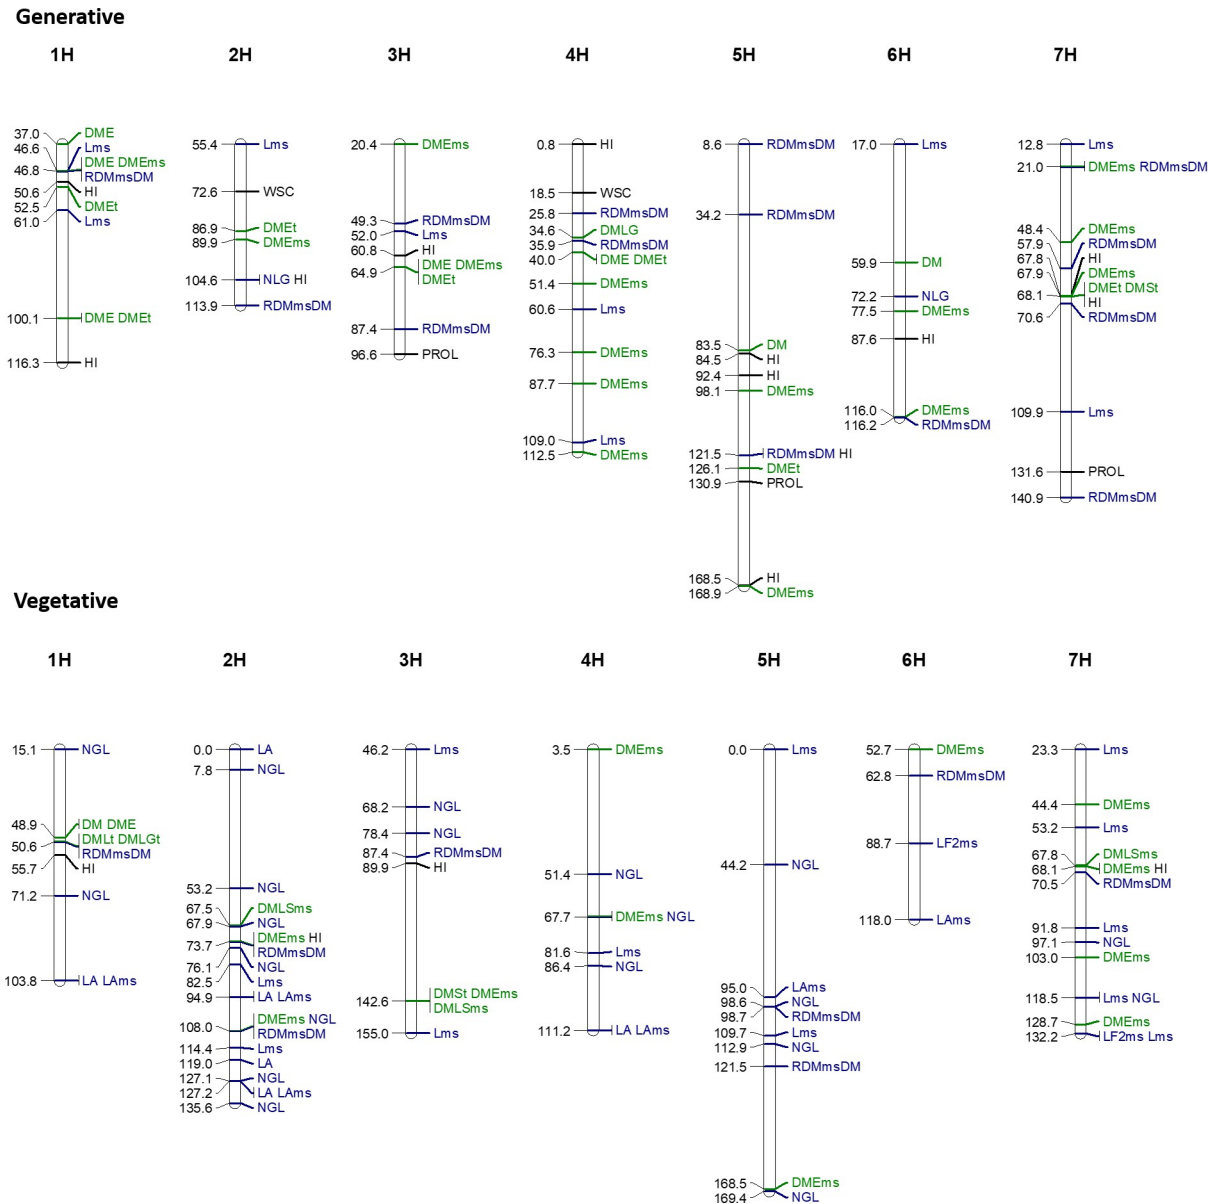 Generative
1H 2H 3H 4H 5H 6H 7H
37.0 DME
46.6 Lms
46.8 DME DMEms
RDMmsDM
50.6 HI
52.5 DMEt
61.0 Lms
100.1 DME DMEt
116.3 HI
55.4 Lms
72.6 WSC
86.9 DMEt
89.9 DMEms
104.6 NLG HI
113.9 RDMmsDM
20.4 DMEms
49.3 RDMmsDM
52.0 Lms
60.8 HI
64.9 DME DMEms
DMEt
87.4 RDMmsDM
96.6 PROL
0.8 HI
18.5 WSC
25.8 RDMmsDM
34.6 DMLG
35.9 RDMmsDM
40.0 DME DMEt
51.4 DMEms
60.6 Lms
76.3 DMEms
87.7 DMEms
109.0 Lms
112.5 DMEms
8.6 RDMmsDM
34.2 RDMmsDM
83.5 DM
84.5 HI
92.4 HI
98.1 DMEms
121.5 RDMmsDM HI
126.1 DMEt
130.9 PROL
168.5 HI
168.9 DMEms
17.0 Lms
59.9 DM
72.2 NLG
77.5 DMEms
87.6 HI
116.0 DMEms
116.2 RDMmsDM
12.8 Lms
21.0 DMEms RDMmsDM
48.4 DMEms
57.9 RDMmsDM
67.8 HI
67.9 DMEms
68.1 DMEt DMSt
HI
70.6 RDMmsDM
109.9 Lms
131.6 PROL
140.9 RDMmsDM
Vegetative
1H 2H 3H 4H 5H 6H 7H
15.1 NGL
48.9 DM DME
DMLt DMLGt
50.6 RDMmsDM
55.7 HI
71.2 NGL
103.8 LA LAms
0.0 LA
7.8 NGL
53.2 NGL
67.5 DMLSms
67.9 NGL
73.7 DMEms HI
RDMmsDM
76.1 NGL
82.5 Lms
94.9 LA LAms
108.0 DMEms NGL
RDMmsDM
114.4 Lms
119.0 LA
127.1 NGL
127.2 LA LAms
135.6 NGL
46.2 Lms
68.2 NGL
78.4 NGL
87.4 RDMmsDM
89.9 HI
142.6 DMSt DMEms
DMLSms
155.0 Lms
3.5 DMEms
51.4 NGL
67.7 DMEms NGL
81.6 Lms
86.4 NGL
111.2 LA LAms
0.0 Lms
44.2 NGL
95.0 LAms
98.6 NGL
98.7 RDMmsDM
109.7 Lms
112.9 NGL
121.5 RDMmsDM
168.5 DMEms
169.4 NGL
52.7 DMEms
62.8 RDMmsDM
88.7 LF2ms
118.0 LAms
23.3 Lms
44.4 DMEms
53.2 Lms
67.8 DMLSms
68.1 DMEms HI
70.5 RDMmsDM
91.8 Lms
97.1 NGL
103.0 DMEms
118.5 Lms NGL
128.7 DMEms
132.2 LF2ms Lms